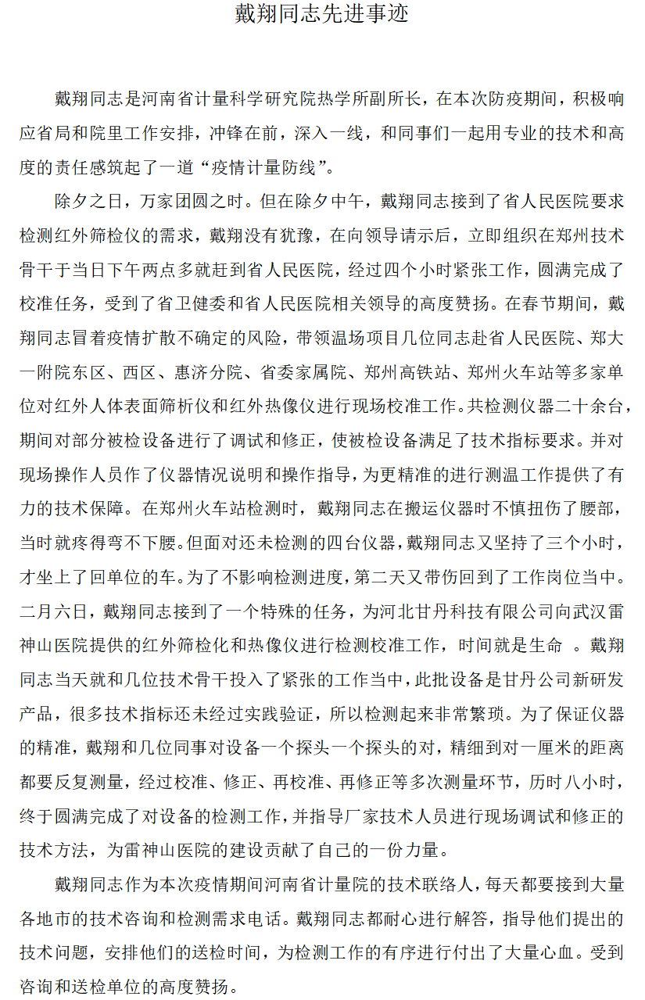 戴翔同志先进事迹
戴翔同志是河南省计量科学研究院热学所副所长，在本次防疫期间，积极响
应省局和院里工作安排，冲锋在前，深入一线，和同事们一起用专业的技术和高
度的责任感筑起了一道“疫情计量防线”。
除夕之日，万家团圆之时。但在除夕中午，戴翔同志接到了省人民医院要求
检测红外筛检仪的需求，戴翔没有犹豫，在向领导请示后，立即组织在郑州技术
骨干于当日下午两点多就赶到省人民医院，经过四个小时紧张工作，圆满完成了
校准任务，受到了省卫健委和省人民医院相关领导的高度赞扬。在春节期间，戴
翔同志冒着疫情扩散不确定的风险，带领温场项目几位同志赴省人民医院、郑大
一附院东区、西区、惠济分院、省委家属院、郑州高铁站、郑州火车站等多家单
位对红外人体表面筛析仪和红外热像仪进行现场校准工作。共检测仪器二十余台，
期间对部分被检设备进行了调试和修正，使被检设备满足了技术指标要求。并对
现场操作人员作了仪器情况说明和操作指导，为更精准的进行测温工作提供了有
力的技术保障。在郑州火车站检测时，戴翔同志在搬运仪器时不慎扭伤了腰部，
当时就疼得弯不下腰。但面对还未检测的四台仪器，戴翔同志又坚持了三个小时，
才坐上了回单位的车。为了不影响检测进度，第二天又带伤回到了工作岗位当中。
二月六日，戴翔同志接到了一个特殊的任务，为河北甘丹科技有限公司向武汉雷
神山医院提供的红外筛检化和热像仪进行检测校准工作，时间就是生命 。戴翔
同志当天就和几位技术骨干投入了紧张的工作当中，此批设备是甘丹公司新研发
产品，很多技术指标还未经过实践验证，所以检测起来非常繁琐。为了保证仪器
的精准，戴翔和几位同事对设备一个探头一个探头的对，精细到对一厘米的距离
都要反复测量，经过校准、修正、再校准、再修正等多次测量环节，历时八小时，
终于圆满完成了对设备的检测工作，并指导厂家技术人员进行现场调试和修正的
技术方法，为雷神山医院的建设贡献了自己的一份力量。
戴翔同志作为本次疫情期间河南省计量院的技术联络人，每天都要接到大量
各地市的技术咨询和检测需求电话。戴翔同志都耐心进行解答，指导他们提出的
技术问题，安排他们的送检时间，为检测工作的有序进行付出了大量心血。受到
咨询和送检单位的高度赞扬。